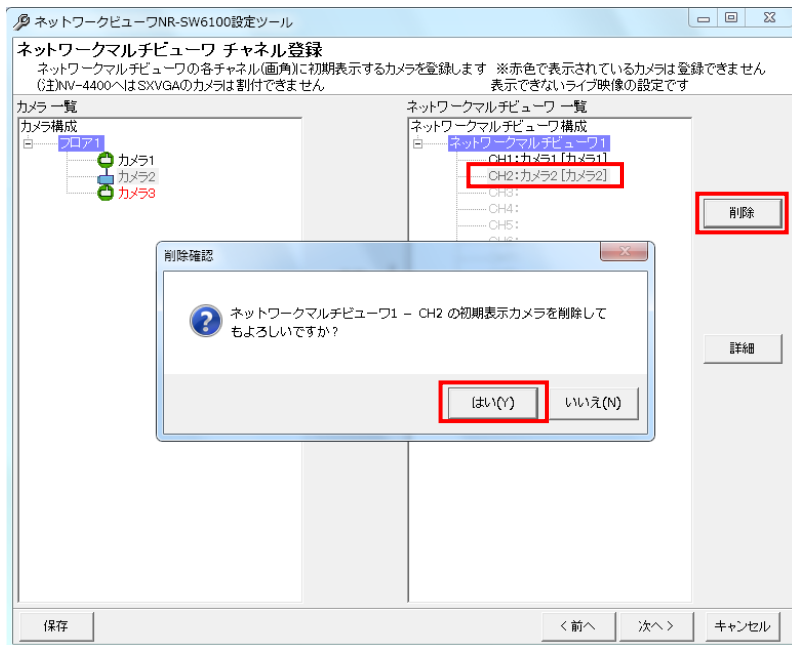 ネットワークビューワNR-SW6100設定ツール
ネットワークマルチビューワ チャネル登録
ネットワークマルチビューワの各チャネル(画角)に初期表示するカメラを登録します ※赤色で表示されているカメラは登録できません
(注)NV-4400へはSXVGAのカメラは割付できません 表示できないライブ映像の設定です
カメラ 一覧
カメラ構成
フロア1
カメラ1
カメラ2
カメラ3
ネットワークマルチビューワ 一覧
ネットワークマルチビューワ構成
ネットワークマルチビューワ1
CH1:カメラ1 [カメラ1]
CH2:カメラ2 [カメラ2]
CH3:
CH4:
CH5:
削除
詳細
削除確認
ネットワークマルチビューワ1 - CH2 の初期表示カメラを削除して
もよろしいですか?
はい(Y)
いいえ(N)
保存
<前へ
次へ>
キャンセル